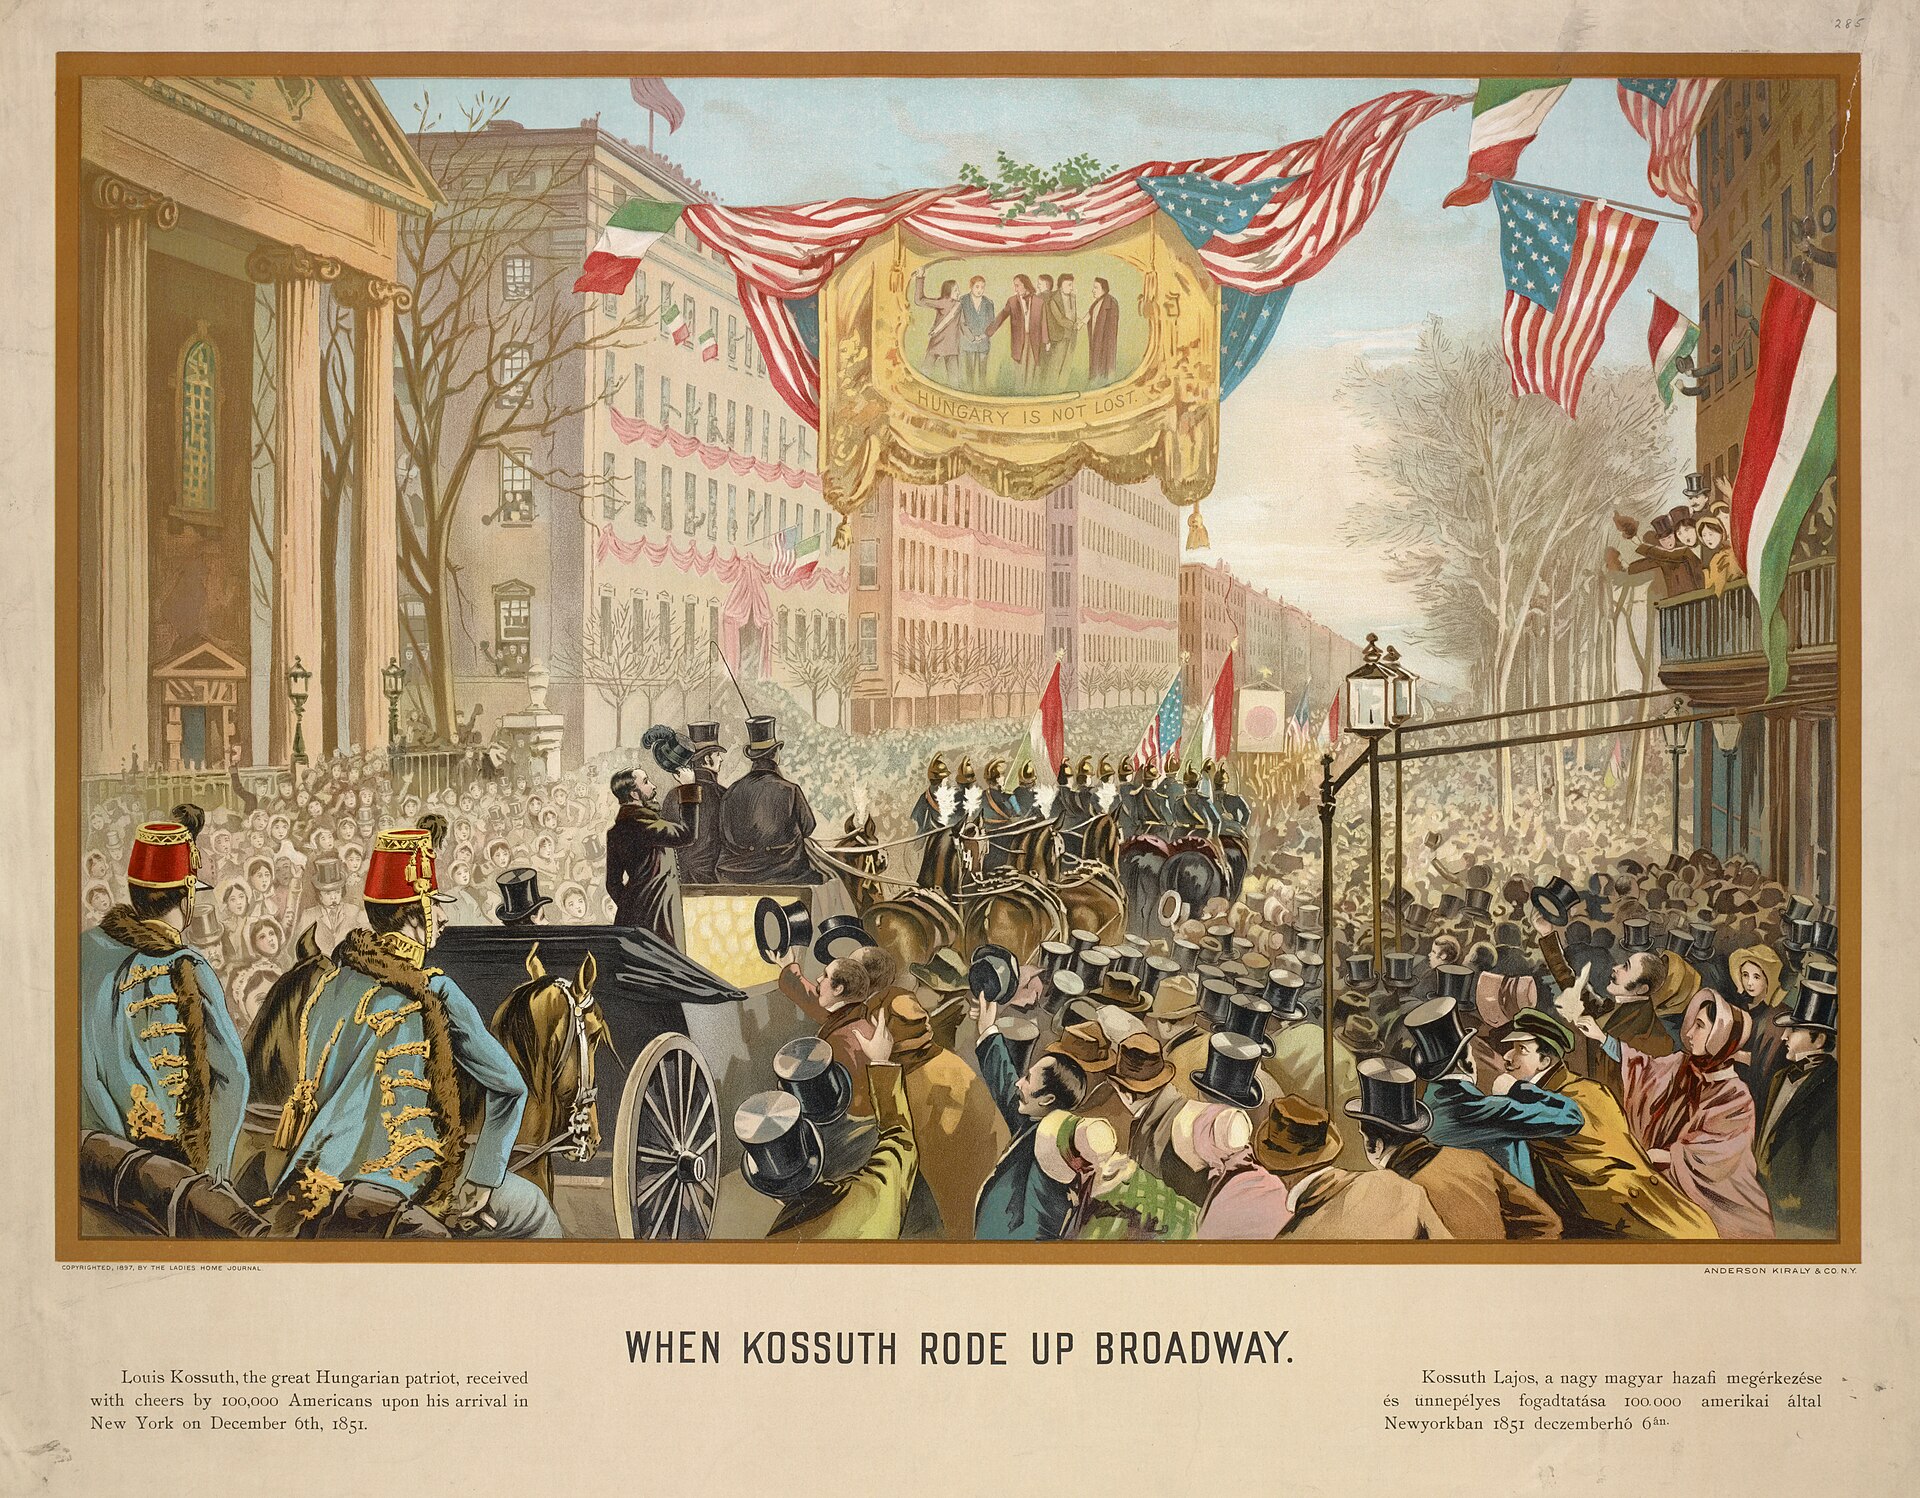 285
HUNGARY IS NOT LOST.
COPYRIGHTED, 1897, BY THE LADIES HOME JOURNAL.
ANDERSON KIRALY & CO. N.Y.
WHEN KOSSUTH RODE UP BROADWAY.
Louis Kossuth, the great Hungarian patriot, received
with cheers by 100,000 Americans upon his arrival in
New York on December 6th, 1851.
Kossuth Lajos, a nagy magyar hazafi megérkezése
és ünnepélyes fogadtatása 100.000 amerikai által
Newyorkban 1851 deczemberhó 6án.